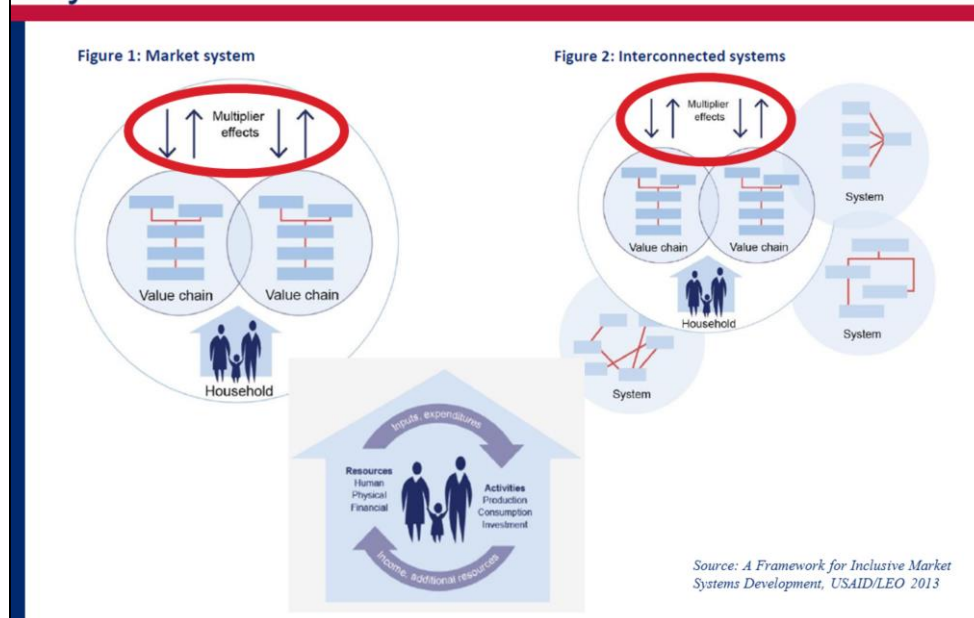 Figure 1: Market system
Multiplier
effects
Value chain
Value chain
Household
Figure 2: Interconnected systems
Multiplier
effects
Value chain
Value chain
Household
System
System
System
Inputs, expenditures
Resources
Human
Physical
Financial
Activities
Production
Consumption
Investment
Income, additional resources
Source: A Framework for Inclusive Market
Systems Development, USAID/LEO 2013